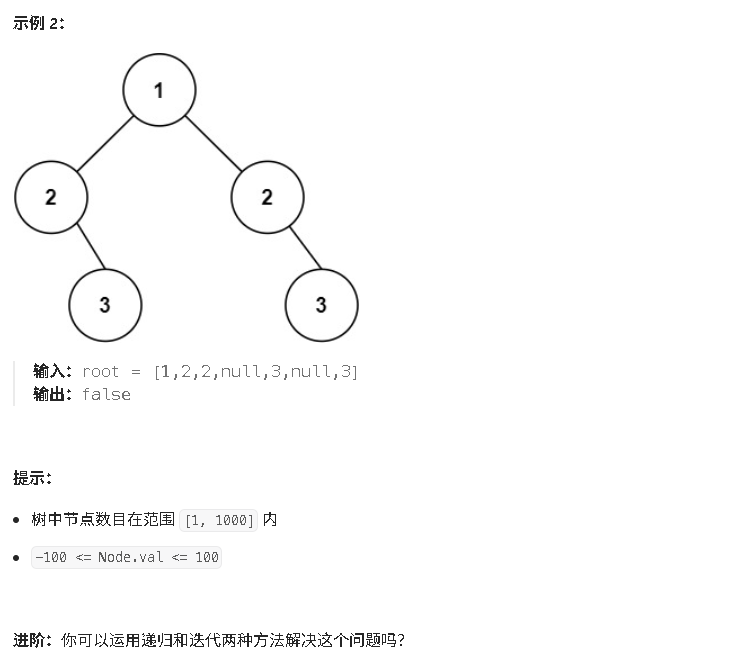 示例 2：
1
2
2
3
3
输入：root = [1,2,2,null,3,null,3]
输出：false
提示：
树中节点数目在范围 [1, 1000] 内
-100 <= Node.val <= 100
进阶：你可以运用递归和迭代两种方法解决这个问题吗？